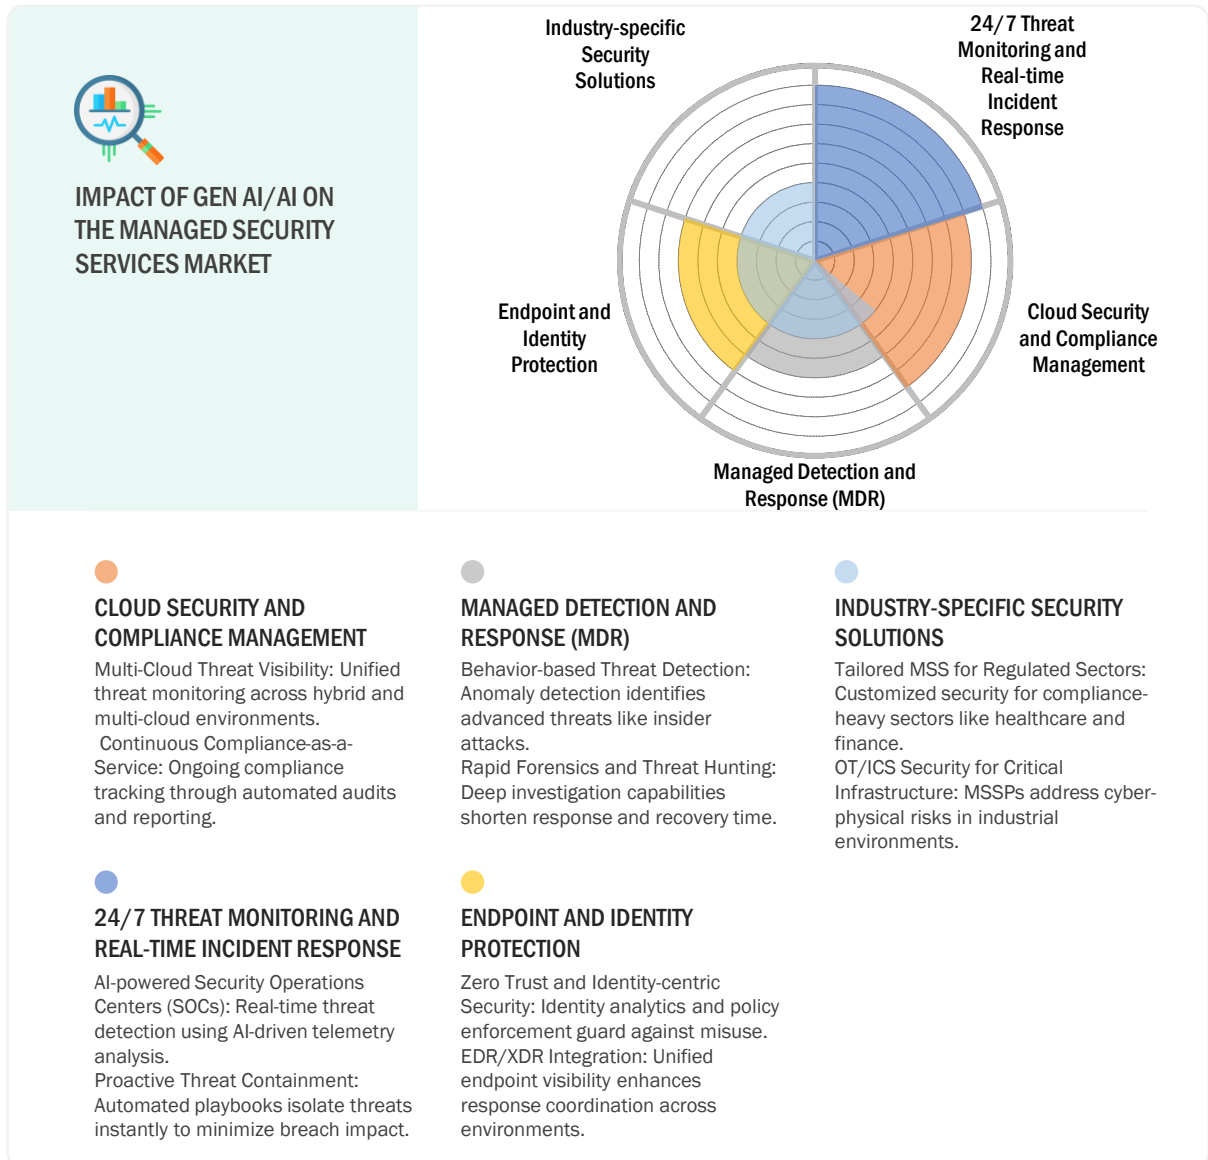 IMPACT OF GEN AI/AI ON
THE MANAGED SECURITY
SERVICES MARKET
Industry-specific
Security
Solutions
24/7 Threat
Monitoring and
Real-time
Incident
Response
Endpoint and
Identity
Protection
Cloud Security
and Compliance
Management
Managed Detection and
Response (MDR)
CLOUD SECURITY AND
COMPLIANCE MANAGEMENT
Multi-Cloud Threat Visibility: Unified
threat monitoring across hybrid and
multi-cloud environments.
Continuous Compliance-as-a-
Service: Ongoing compliance
tracking through automated audits
and reporting.
MANAGED DETECTION AND
RESPONSE (MDR)
Behavior-based Threat Detection:
Anomaly detection identifies
advanced threats like insider
attacks.
Rapid Forensics and Threat Hunting:
Deep investigation capabilities
shorten response and recovery time.
INDUSTRY-SPECIFIC SECURITY
SOLUTIONS
Tailored MSS for Regulated Sectors:
Customized security for compliance-
heavy sectors like healthcare and
finance.
OT/ICS Security for Critical
Infrastructure: MSSPs address cyber-
physical risks in industrial
environments.
24/7 THREAT MONITORING AND
REAL-TIME INCIDENT RESPONSE
AI-powered Security Operations
Centers (SOCs): Real-time threat
detection using AI-driven telemetry
analysis.
Proactive Threat Containment:
Automated playbooks isolate threats
instantly to minimize breach impact.
ENDPOINT AND IDENTITY
PROTECTION
Zero Trust and Identity-centric
Security: Identity analytics and policy
enforcement guard against misuse.
EDR/XDR Integration: Unified
endpoint visibility enhances
response coordination across
environments.